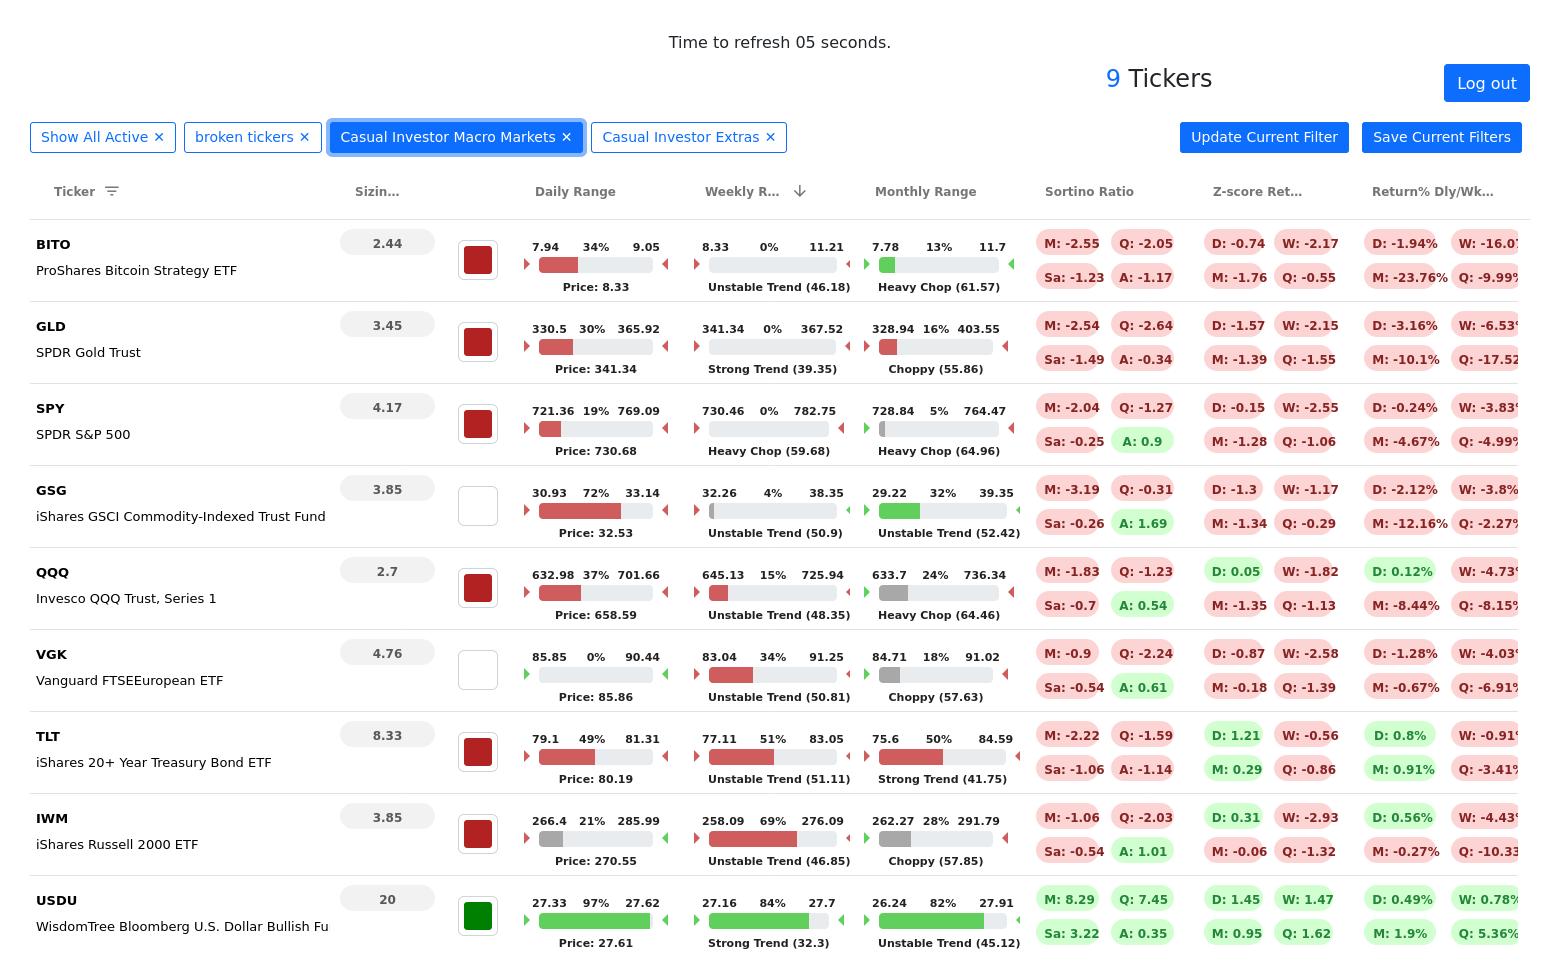 Time to refresh 05 seconds.
9 Tickers
Log out
Show All Active ✕ broken tickers ✕ Casual Investor Macro Markets ✕ Casual Investor Extras ✕ Update Current Filter Save Current Filters
Ticker Sizin... Daily Range Weekly R... Monthly Range Sortino Ratio Z-score Ret... Return% Dly/Wk...
BITO 2.44 7.94 34% 9.05 8.33 0% 11.21 7.78 13% 11.7 M: -2.55 Q: -2.05 D: -0.74 W: -2.17 D: -1.94% W: -16.07
ProShares Bitcoin Strategy ETF Sa: -1.23 A: -1.17 M: -1.76 Q: -0.55 M: -23.76% Q: -9.99%
Price: 8.33 Unstable Trend (46.18) Heavy Chop (61.57)
GLD 3.45 330.5 30% 365.92 341.34 0% 367.52 328.94 16% 403.55 M: -2.54 Q: -2.64 D: -1.57 W: -2.15 D: -3.16% W: -6.53%
SPDR Gold Trust Sa: -1.49 A: -0.34 M: -1.39 Q: -1.55 M: -10.1% Q: -17.52
Price: 341.34 Strong Trend (39.35) Choppy (55.86)
SPY 4.17 721.36 19% 769.09 730.46 0% 782.75 728.84 5% 764.47 M: -2.04 Q: -1.27 D: -0.15 W: -2.55 D: -0.24% W: -3.83%
SPDR S&P 500 Sa: -0.25 A: 0.9 M: -1.28 Q: -1.06 M: -4.67% Q: -4.99%
Price: 730.68 Heavy Chop (59.68) Heavy Chop (64.96)
GSG 3.85 30.93 72% 33.14 32.26 4% 38.35 29.22 32% 39.35 M: -3.19 Q: -0.31 D: -1.3 W: -1.17 D: -2.12% W: -3.8%
iShares GSCI Commodity-Indexed Trust Fund Sa: -0.26 A: 1.69 M: -1.34 Q: -0.29 M: -12.16% Q: -2.27%
Price: 32.53 Unstable Trend (50.9) Unstable Trend (52.42)
QQQ 2.7 632.98 37% 701.66 645.13 15% 725.94 633.7 24% 736.34 M: -1.83 Q: -1.23 D: 0.05 W: -1.82 D: 0.12% W: -4.73%
Invesco QQQ Trust, Series 1 Sa: -0.7 A: 0.54 M: -1.35 Q: -1.13 M: -8.44% Q: -8.15%
Price: 658.59 Unstable Trend (48.35) Heavy Chop (64.46)
VGK 4.76 85.85 0% 90.44 83.04 34% 91.25 84.71 18% 91.02 M: -0.9 Q: -2.24 D: -0.87 W: -2.58 D: -1.28% W: -4.03%
Vanguard FTSEEuropean ETF Sa: -0.54 A: 0.61 M: -0.18 Q: -1.39 M: -0.67% Q: -6.91%
Price: 85.86 Unstable Trend (50.81) Choppy (57.63)
TLT 8.33 79.1 49% 81.31 77.11 51% 83.05 75.6 50% 84.59 M: -2.22 Q: -1.59 D: 1.21 W: -0.56 D: 0.8% W: -0.91%
iShares 20+ Year Treasury Bond ETF Sa: -1.06 A: -1.14 M: 0.29 Q: -0.86 M: 0.91% Q: -3.41%
Price: 80.19 Unstable Trend (51.11) Strong Trend (41.75)
IWM 3.85 266.4 21% 285.99 258.09 69% 276.09 262.27 28% 291.79 M: -1.06 Q: -2.03 D: 0.31 W: -2.93 D: 0.56% W: -4.43%
iShares Russell 2000 ETF Sa: -0.54 A: 1.01 M: -0.06 Q: -1.32 M: -0.27% Q: -10.33
Price: 270.55 Unstable Trend (46.85) Choppy (57.85)
USDU 20 27.33 97% 27.62 27.16 84% 27.7 26.24 82% 27.91 M: 8.29 Q: 7.45 D: 1.45 W: 1.47 D: 0.49% W: 0.78%
WisdomTree Bloomberg U.S. Dollar Bullish Fu Sa: 3.22 A: 0.35 M: 0.95 Q: 1.62 M: 1.9% Q: 5.36%
Price: 27.61 Strong Trend (32.3) Unstable Trend (45.12)